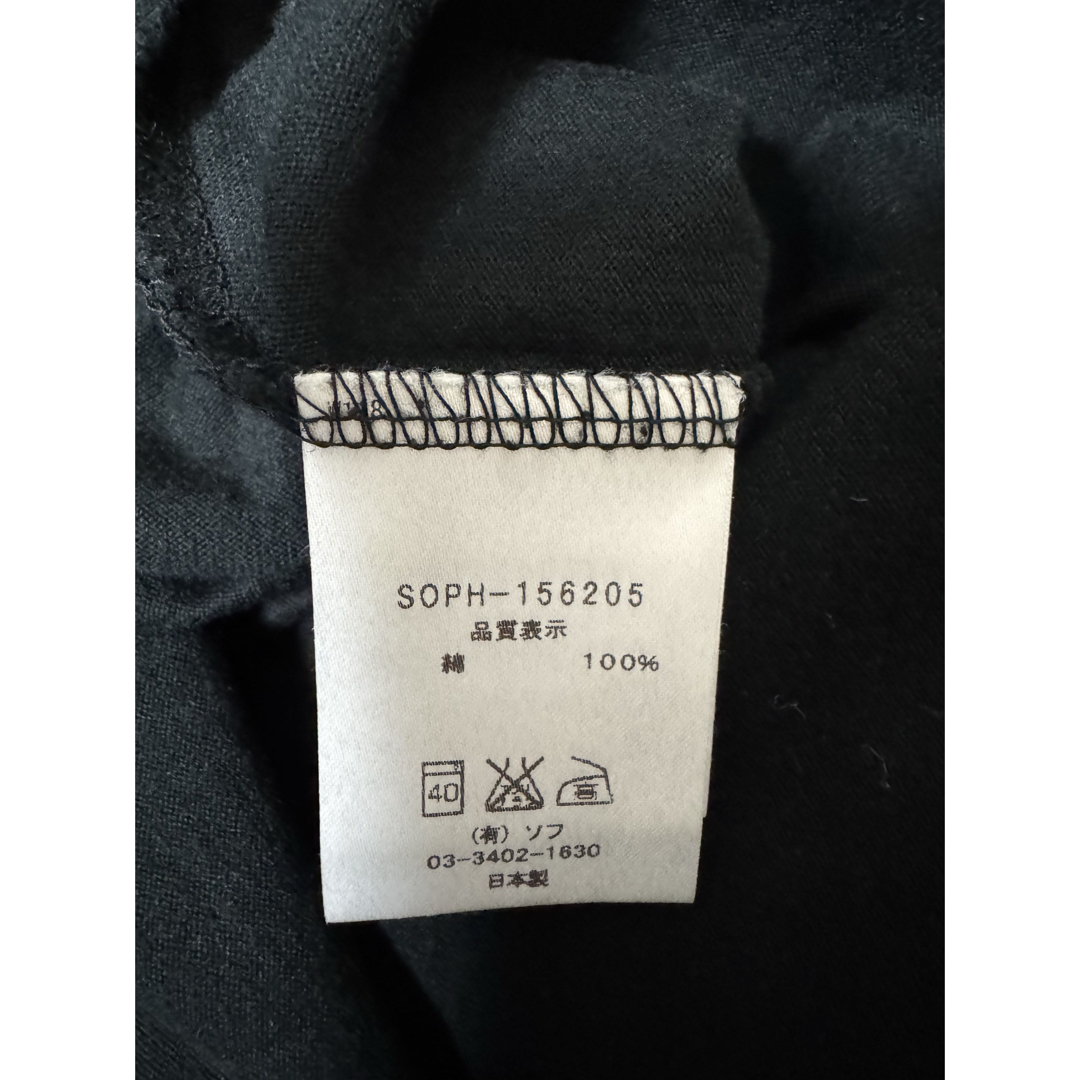 SOPH-156205
品質表示
綿 100%
40 高
(有) ソフ
03-3402-1630
日本製